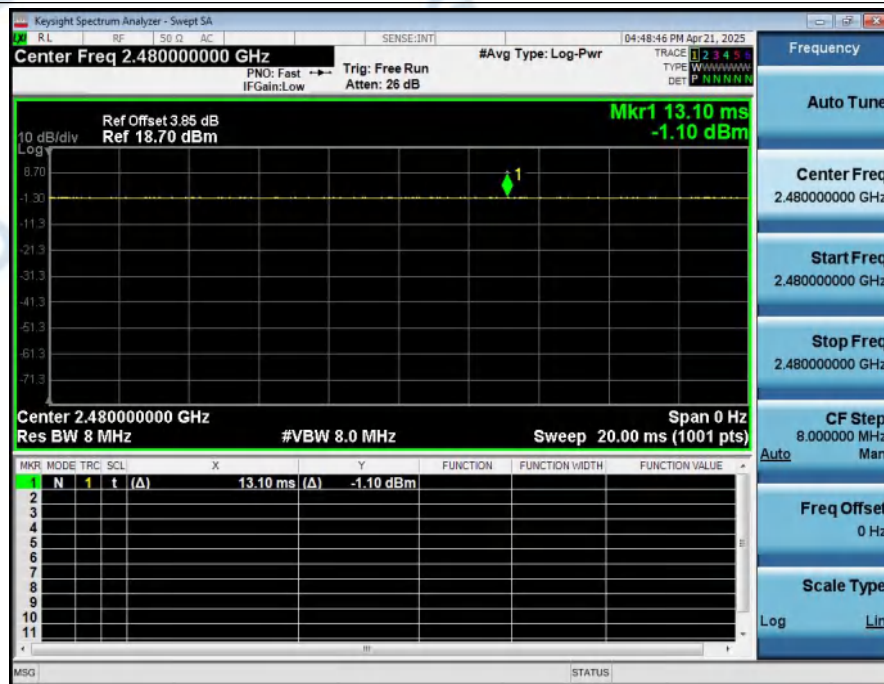 Keysight Spectrum Analyzer - Swept SA
LXI RL RF 50 Ω AC SENSE:INT 04:48:46 PM Apr 21, 2025
Center Freq 2.480000000 GHz #Avg Type: Log-Pwr TRACE 1 2 3 4 5 6
PNO: Fast Trig: Free Run TYPE WWWWWW
IFGain:Low Atten: 26 dB DET P N N N N N
Mkr1 13.10 ms
-1.10 dBm
Ref Offset 3.85 dB
10 dB/div Ref 18.70 dBm
Log
8.70
-1.30
-11.3
-21.3
-31.3
-41.3
-51.3
-61.3
-71.3
1
Center 2.480000000 GHz Span 0 Hz
Res BW 8 MHz #VBW 8.0 MHz Sweep 20.00 ms (1001 pts)
MKR MODE TRC SCL X Y FUNCTION FUNCTION WIDTH FUNCTION VALUE
1 N 1 t (Δ) 13.10 ms (Δ) -1.10 dBm
2
3
4
5
6
7
8
9
10
11
MSG STATUS
Frequency
Auto Tune
Center Freq
2.480000000 GHz
Start Freq
2.480000000 GHz
Stop Freq
2.480000000 GHz
CF Step
8.000000 MHz
Auto Man
Freq Offset
0 Hz
Scale Type
Log Lin